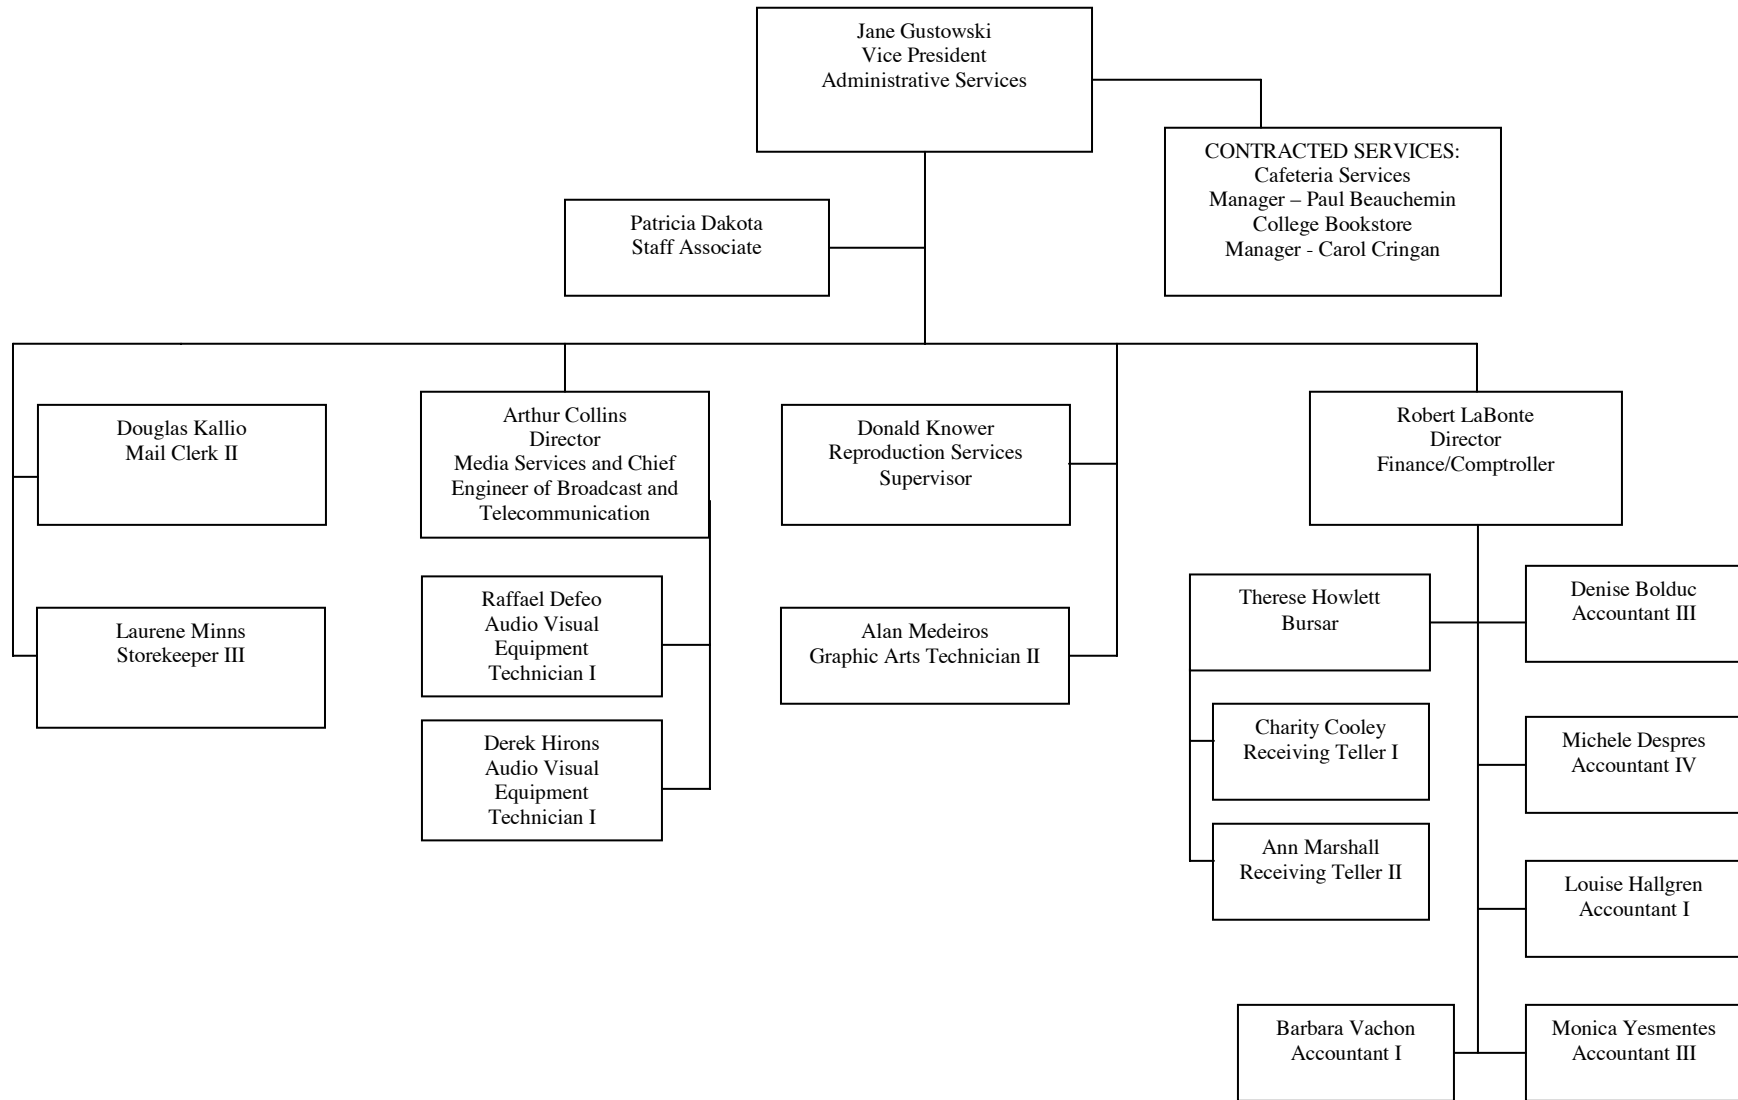 Jane Gustowski
Vice President
Administrative Services
CONTRACTED SERVICES:
Cafeteria Services
Manager – Paul Beauchemin
College Bookstore
Manager - Carol Cringan
Patricia Dakota
Staff Associate
Douglas Kallio
Mail Clerk II
Laurene Minns
Storekeeper III
Arthur Collins
Director
Media Services and Chief
Engineer of Broadcast and
Telecommunication
Raffael Defeo
Audio Visual
Equipment
Technician I
Derek Hirons
Audio Visual
Equipment
Technician I
Donald Knower
Reproduction Services
Supervisor
Alan Medeiros
Graphic Arts Technician II
Robert LaBonte
Director
Finance/Comptroller
Therese Howlett
Bursar
Charity Cooley
Receiving Teller I
Ann Marshall
Receiving Teller II
Denise Bolduc
Accountant III
Michele Despres
Accountant IV
Louise Hallgren
Accountant I
Barbara Vachon
Accountant I
Monica Yesmentes
Accountant III